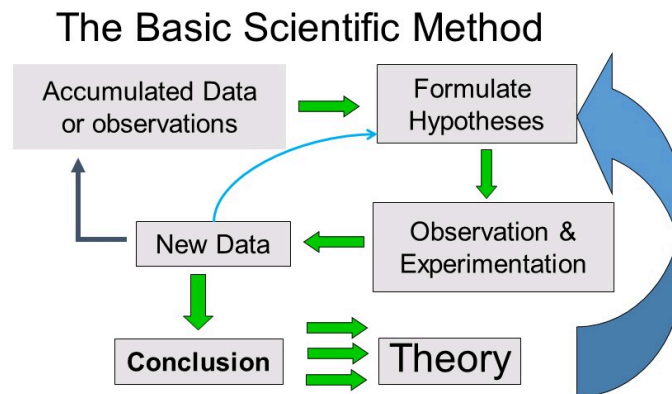 The Basic Scientific Method
Accumulated Data
or observations
Formulate
Hypotheses
New Data
Observation &
Experimentation
Conclusion
Theory